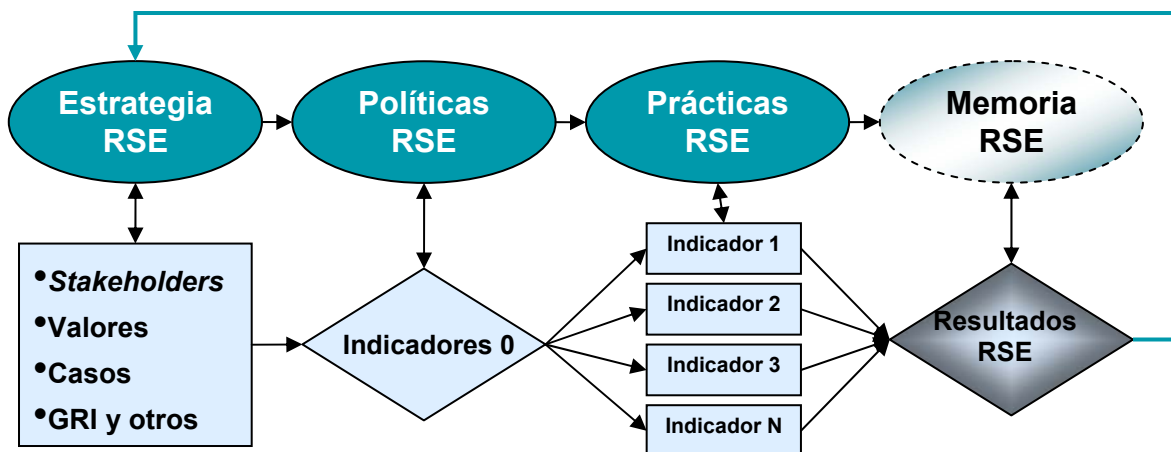 Estrategia
RSE
Políticas
RSE
Prácticas
RSE
Memoria
RSE
•Stakeholders
•Valores
•Casos
•GRI y otros
Indicadores 0
Indicador 1
Indicador 2
Indicador 3
Indicador N
Resultados
RSE